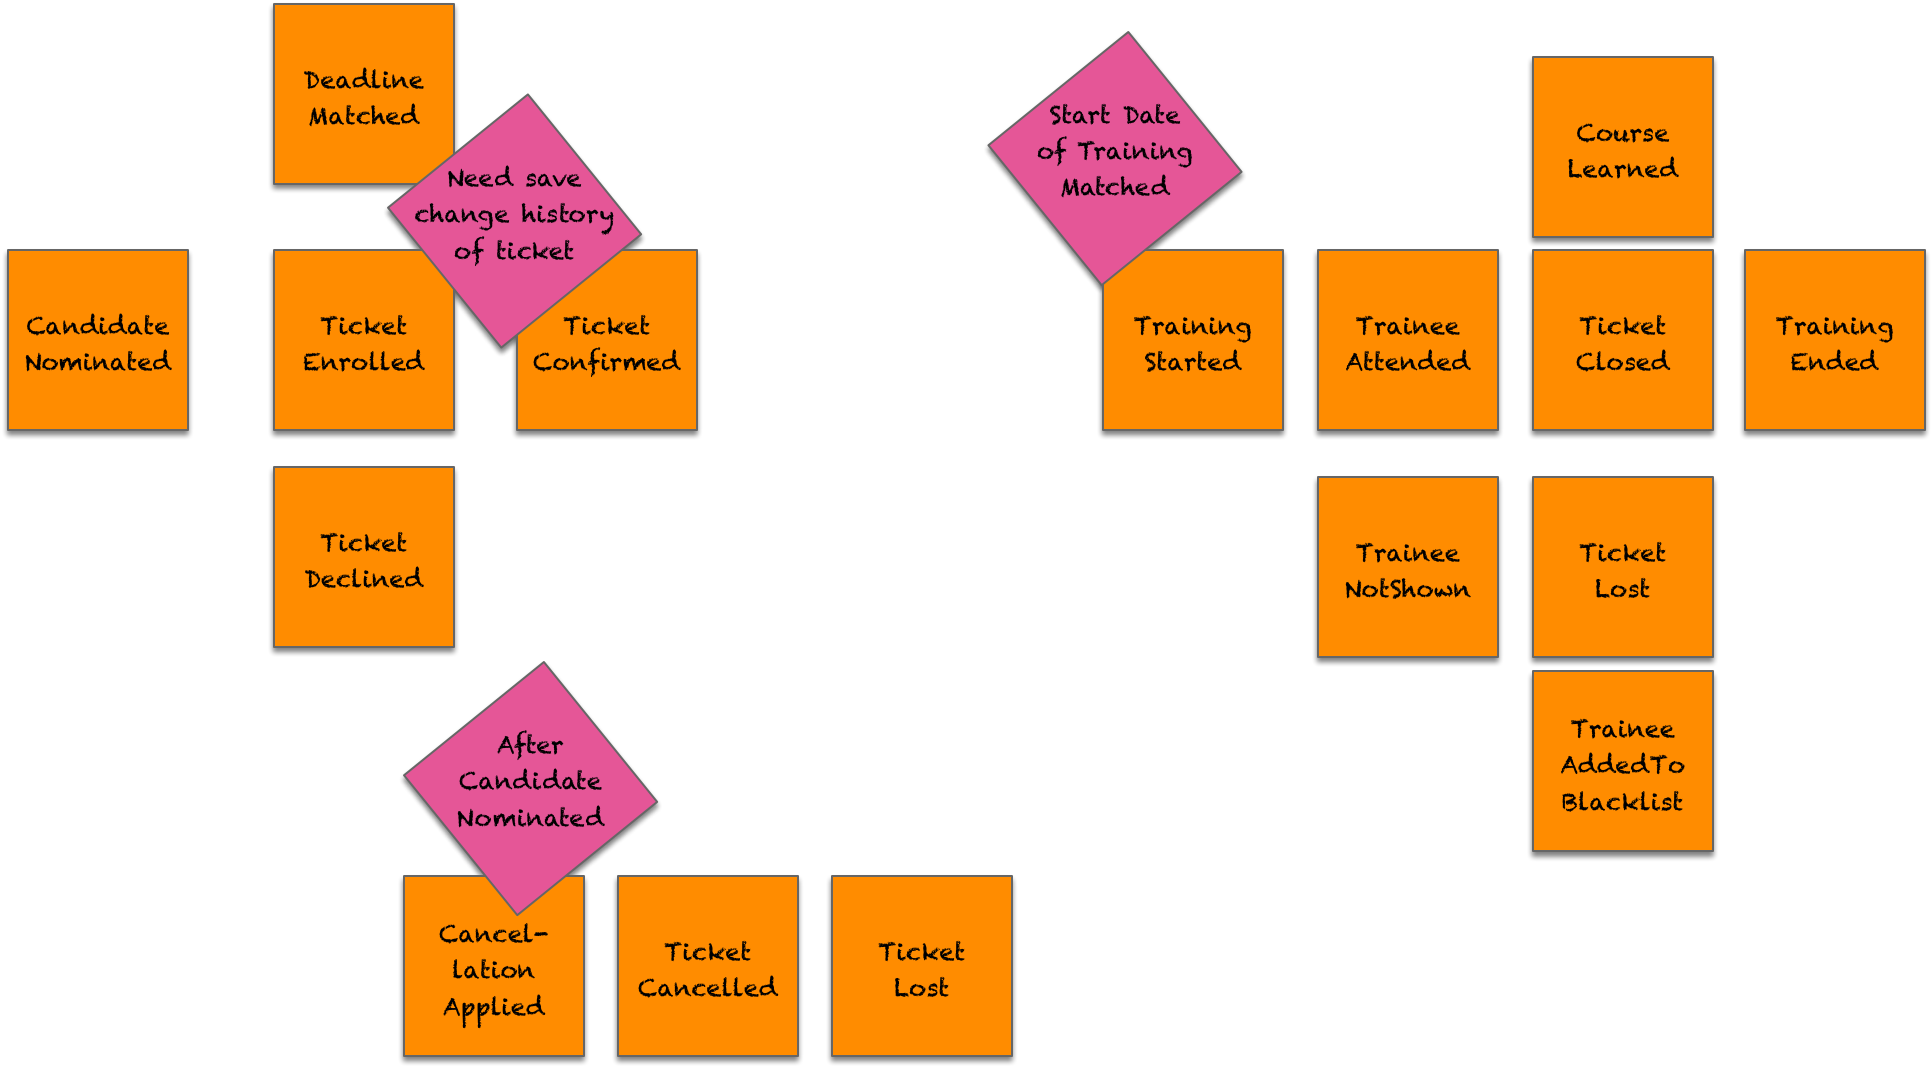 Deadline
Matched
Need save
change history
of ticket
Start Date
of Training
Matched
Course
Learned
Candidate
Nominated
Ticket
Enrolled
Ticket
Confirmed
Training
Started
Trainee
Attended
Ticket
Closed
Training
Ended
Ticket
Declined
Trainee
NotShown
Ticket
Lost
After
Candidate
Nominated
Trainee
AddedTo
Blacklist
Cancel-
lation
Applied
Ticket
Cancelled
Ticket
Lost